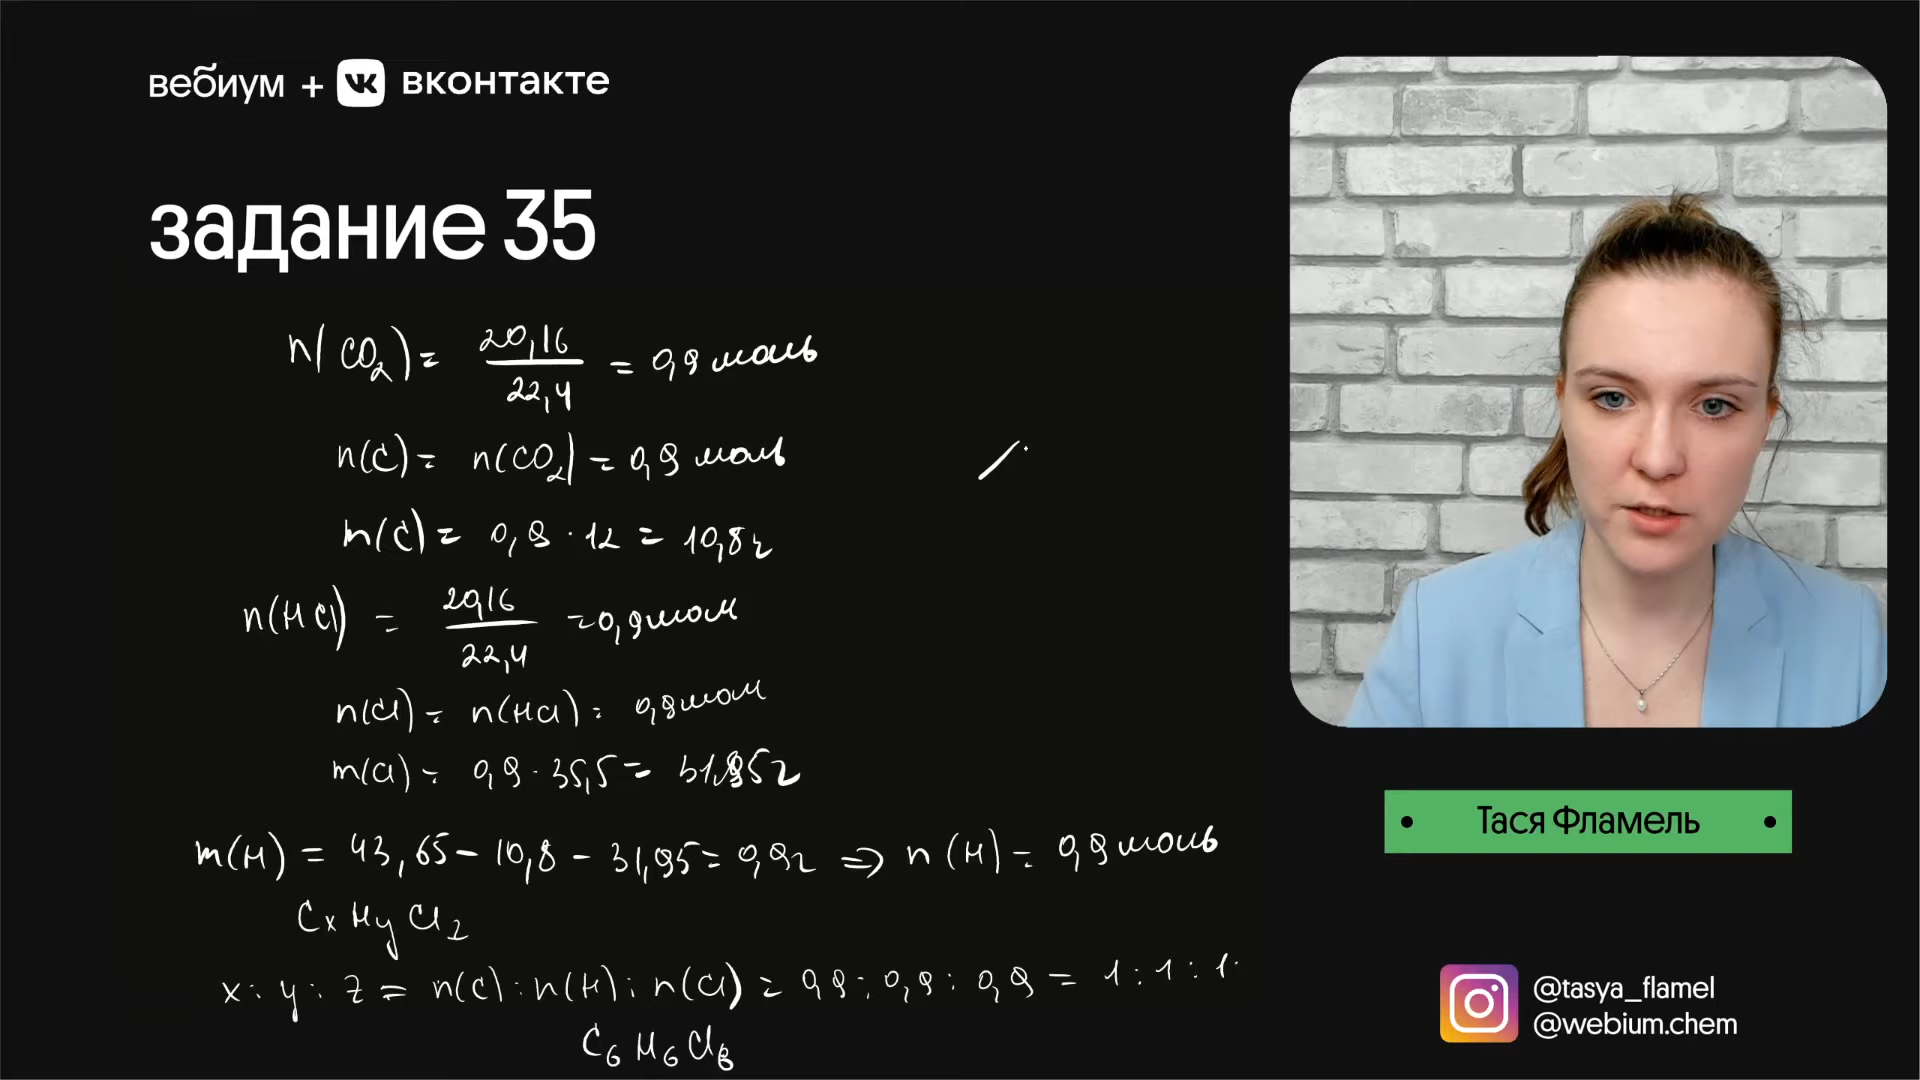 вебиум + вконтакте
задание 35
n(CO₂) = 20,16 / 22,4 = 0,9 моль
n(C) = n(CO₂) = 0,9 моль
m(C) = 0,9 · 12 = 10,8 г
n(HCl) = 20,16 / 22,4 = 0,9 моль
n(Cl) = n(HCl) = 0,9 моль
m(Cl) = 0,9 · 35,5 = 31,95 г
m(H) = 43,65 - 10,8 - 31,95 = 0,9 г ⇒ n(H) = 0,9 моль
CxHyClz
x : y : z = n(C) : n(H) : n(Cl) = 0,9 : 0,9 : 0,9 = 1 : 1 : 1
C₆H₆Cl₆
• Тася Фламель •
@tasya_flamel
@webium.chem